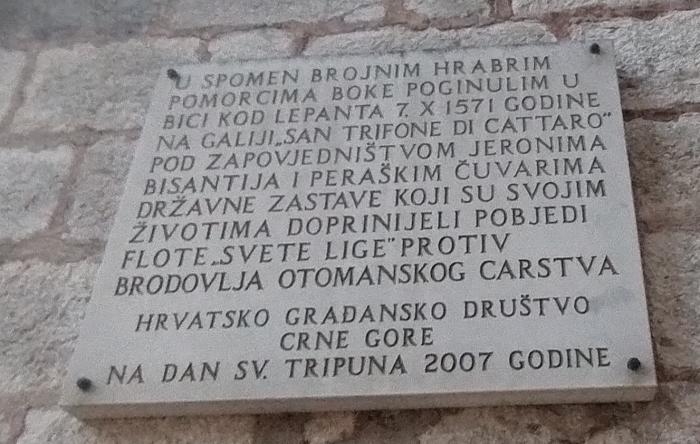 U SPOMEN BROJNIM HRABRIM
POMORCIMA BOKE POGINULIM U
BICI KOD LEPANTA 7. X 1571 GODINE
NA GALIJI „SAN TRIFONE DI CATTARO"
POD ZAPOVJEDNIŠTVOM JERONIMA
BISANTIJA I PERAŠKIM ČUVARIMA
DRŽAVNE ZASTAVE KOJI SU SVOJIM
ŽIVOTIMA DOPRINIJELI POBJEDI
FLOTE „SVETE LIGE" PROTIV
BRODOVLJA OTOMANSKOG CARSTVA
HRVATSKO GRAĐANSKO DRUŠTVO
CRNE GORE
NA DAN SV. TRIPUNA 2007 GODINE